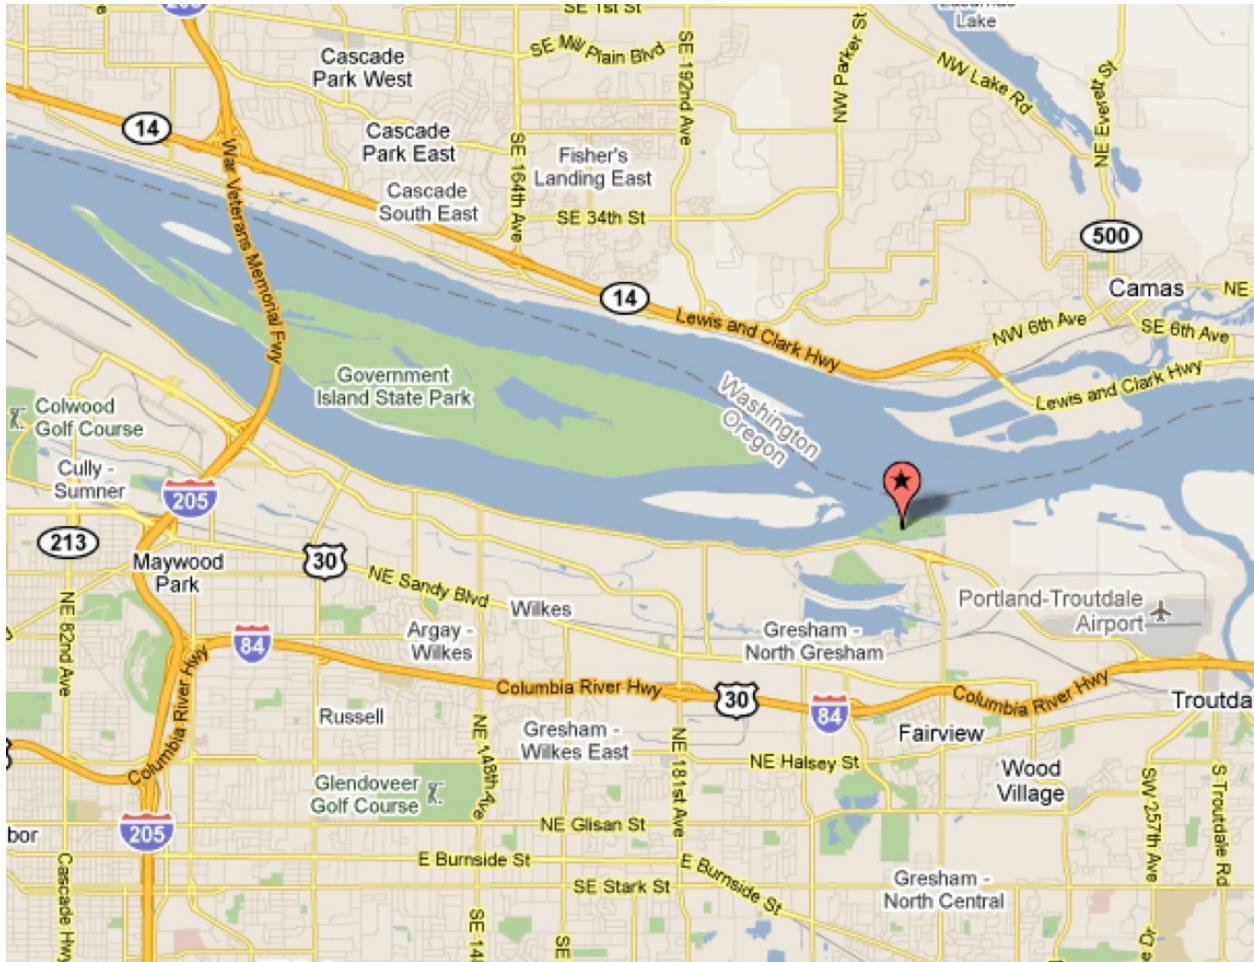 205
SE 1st St
Lacamas
Lake
SE Mill Plain Blvd
Cascade
Park West
SE 192nd Ave
NW Parker St
NW Lake Rd
NE Everett St
14
Cascade
Park East
SE 164th Ave
Fisher's
Landing East
War Veterans Memorial Fwy
Cascade
South East
SE 34th St
500
Camas
NE
14
Lewis and Clark Hwy
NW 6th Ave
SE 6th Ave
Lewis and Clark Hwy
Government
Island State Park
Washington
Oregon
Colwood
Golf Course
Cully -
Sumner
205
213
Maywood
Park
30
NE Sandy Blvd
Wilkes
Portland-Troutdale
Airport
NE 82nd Ave
84
Argay -
Wilkes
Gresham -
North Gresham
Columbia River Hwy
Columbia River Hwy
30
84
Columbia River Hwy
Troutda
Russell
NE 148th Ave
Gresham -
Wilkes East
NE 181st Ave
Fairview
NE Halsey St
Wood
Village
Glendoveer
Golf Course
SW 257th Ave
S Troutdale Rd
205
bor
NE Glisan St
E Burnside St
E Burnside St
Cascade Hwy
SE Stark St
Gresham -
North Central
SE 148
SE